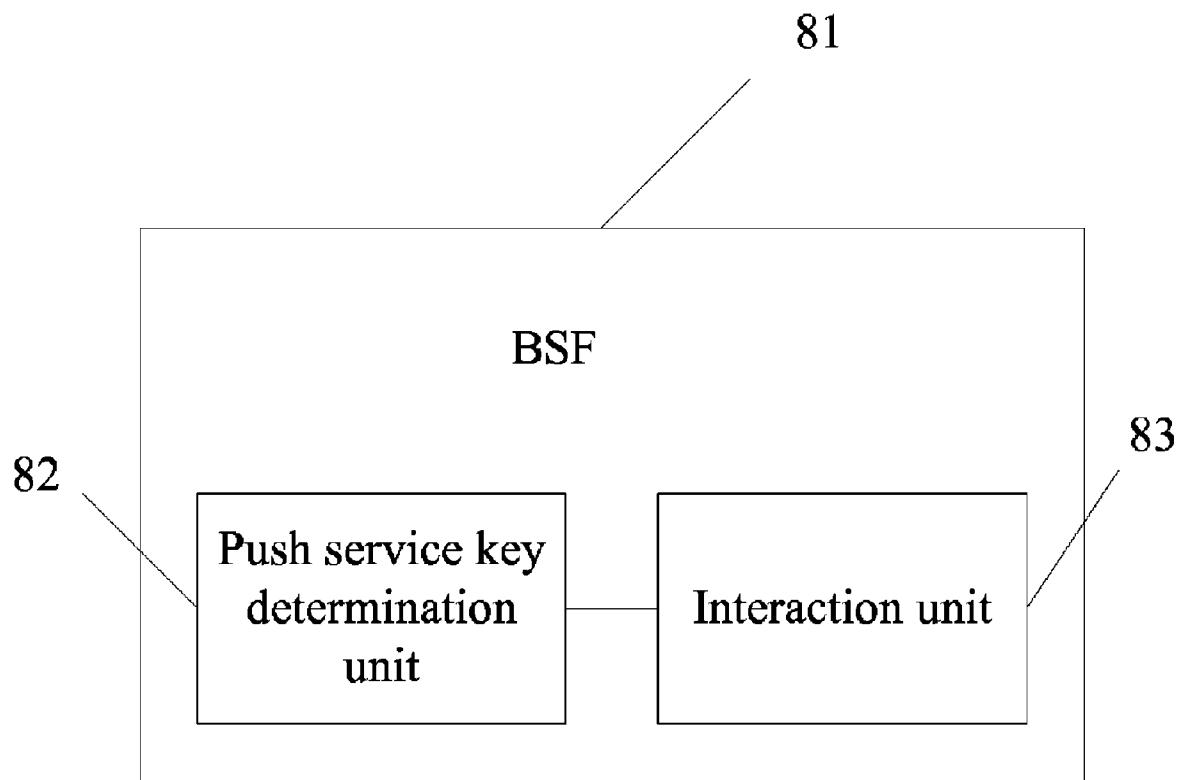 81
BSF
83
82
Push service key
determination
unit
Interaction unit